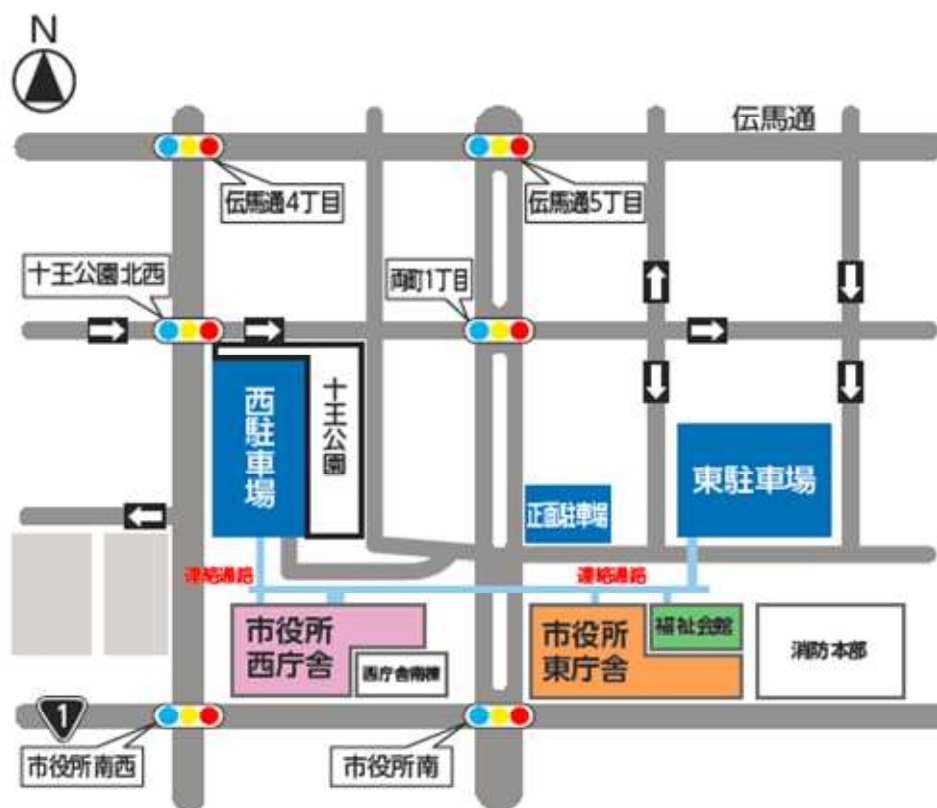 N
伝馬通
伝馬通4丁目
伝馬通5丁目
十王公園北西
両町1丁目
西駐車場
十王公園
東駐車場
正面駐車場
連絡通路
連絡通路
市役所
西庁舎
西庁舎南棟
市役所
東庁舎
福祉会館
消防本部
1
市役所南西
市役所南